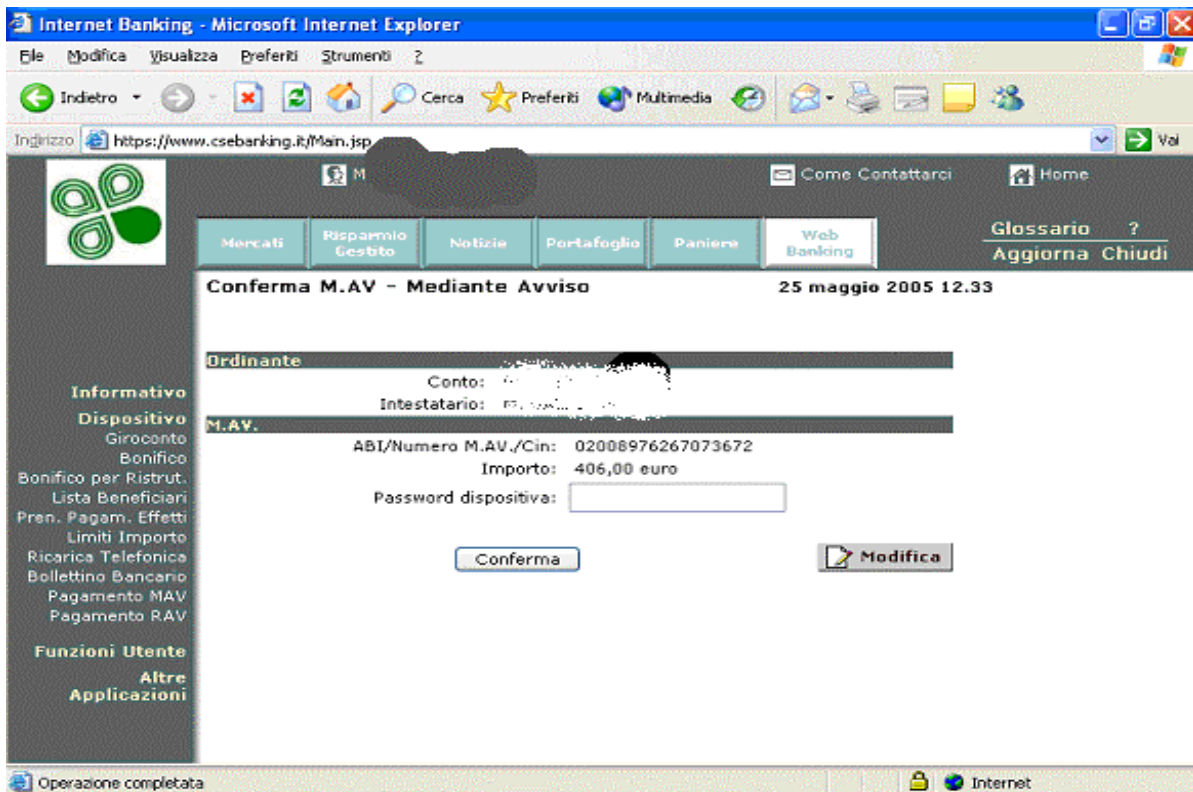 Internet Banking - Microsoft Internet Explorer
File Modifica Visualizza Preferiti Strumenti ?
Indietro Cerca Preferiti Multimedia
Indirizzo https://www.csebanking.it/Main.jsp Vai
M Come Contattarci Home
Mercati Risparmio Gestito Notizie Portafoglio Paniere Web Banking
Glossario ?
Aggiorna Chiudi
Conferma M.AV - Mediante Avviso 25 maggio 2005 12.33
Ordinante
Conto:
Intestatario:
M.AV.
ABI/Numero M.AV./Cin: 02008976267073672
Importo: 406,00 euro
Password dispositiva:
Conferma Modifica
Informativo
Dispositivo
Giroconto
Bonifico
Bonifico per Ristrut.
Lista Beneficiari
Pren. Pagam. Effetti
Limiti Importo
Ricarica Telefonica
Bollettino Bancario
Pagamento MAV
Pagamento RAV
Funzioni Utente
Altre
Applicazioni
Operazione completata Internet